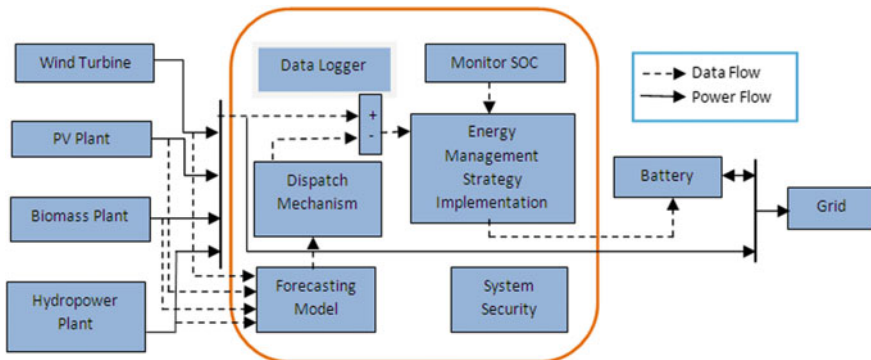 Wind Turbine
PV Plant
Biomass Plant
Hydropower
Plant
Data Logger
Monitor SOC
+
-
Energy
Management
Strategy
Implementation
Dispatch
Mechanism
Forecasting
Model
System
Security
Data Flow
Power Flow
Battery
Grid